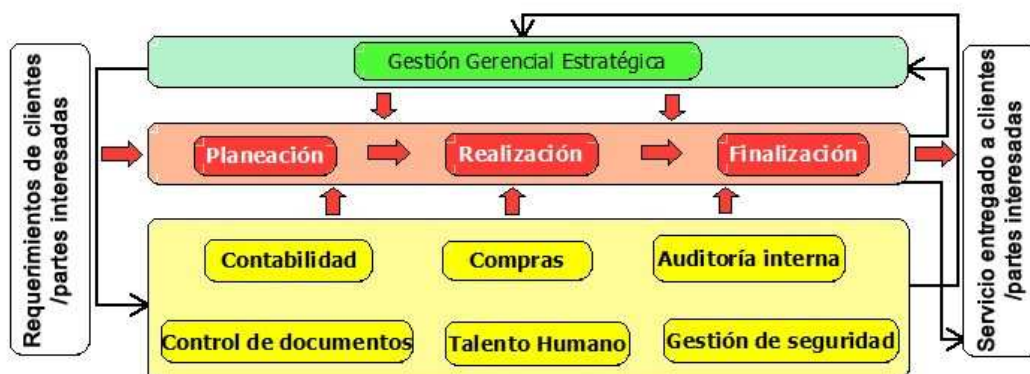 Requerimientos de clientes
/partes interesadas
Gestión Gerencial Estratégica
Planeación
Realización
Finalización
Contabilidad
Compras
Auditoría interna
Control de documentos
Talento Humano
Gestión de seguridad
Servicio entregado a clientes
/partes interesadas